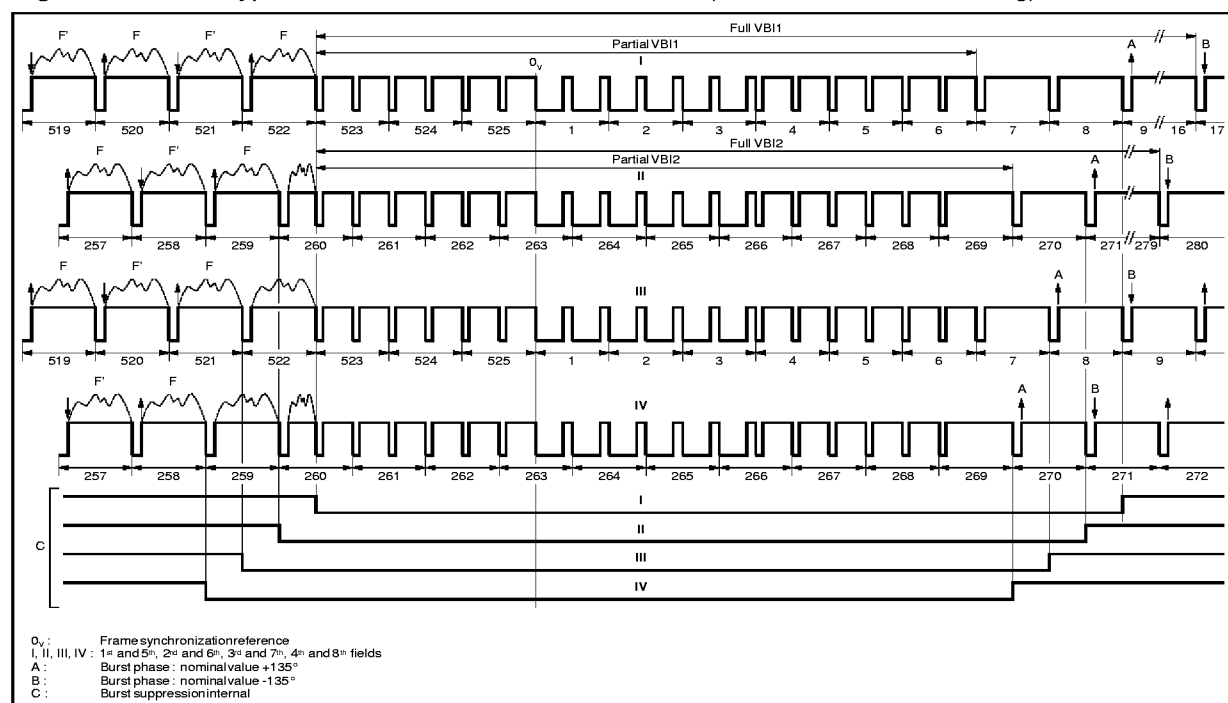 Full VBI1
F' F F' F Partial VBI1 A B
0V I
519 520 521 522 523 524 525 1 2 3 4 5 6 7 8 9 16 17
Full VBI2
F F' F Partial VBI2 A B
II
257 258 259 260 261 262 263 264 265 266 267 268 269 270 271 279 280
F F' F A B
III
519 520 521 522 523 524 525 1 2 3 4 5 6 7 8 9
F' F A B
IV
257 258 259 260 261 262 263 264 265 266 267 268 269 270 271 272
I
II
C
III
IV
0V : Frame synchronization reference
I, II, III, IV : 1st and 5th, 2nd and 6th, 3rd and 7th, 4th and 8th fields
A : Burst phase : nominal value +135°
B : Burst phase : nominal value -135°
C : Burst suppression internal